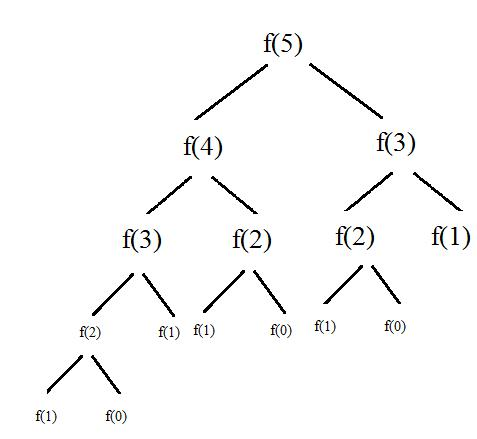 f(5)
f(4) f(3)
f(3) f(2) f(2) f(1)
f(2) f(1) f(1) f(0) f(1) f(0)
f(1) f(0)